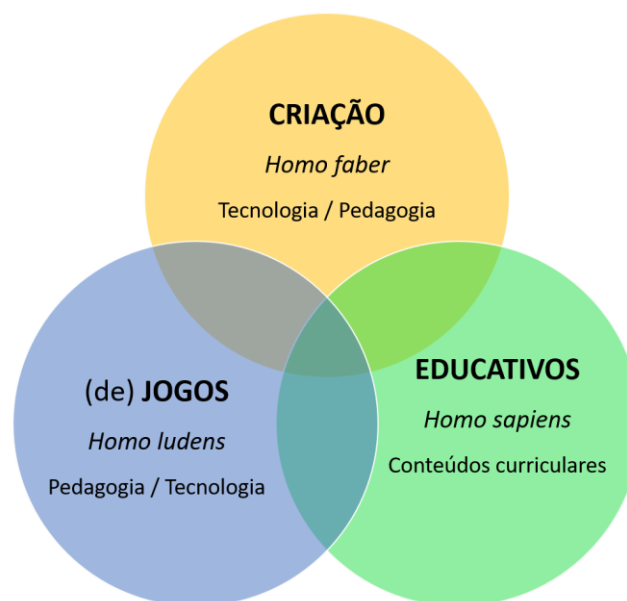 CRIAÇÃO
Homo faber
Tecnologia / Pedagogia
(de) JOGOS
Homo ludens
Pedagogia / Tecnologia
EDUCATIVOS
Homo sapiens
Conteúdos curriculares